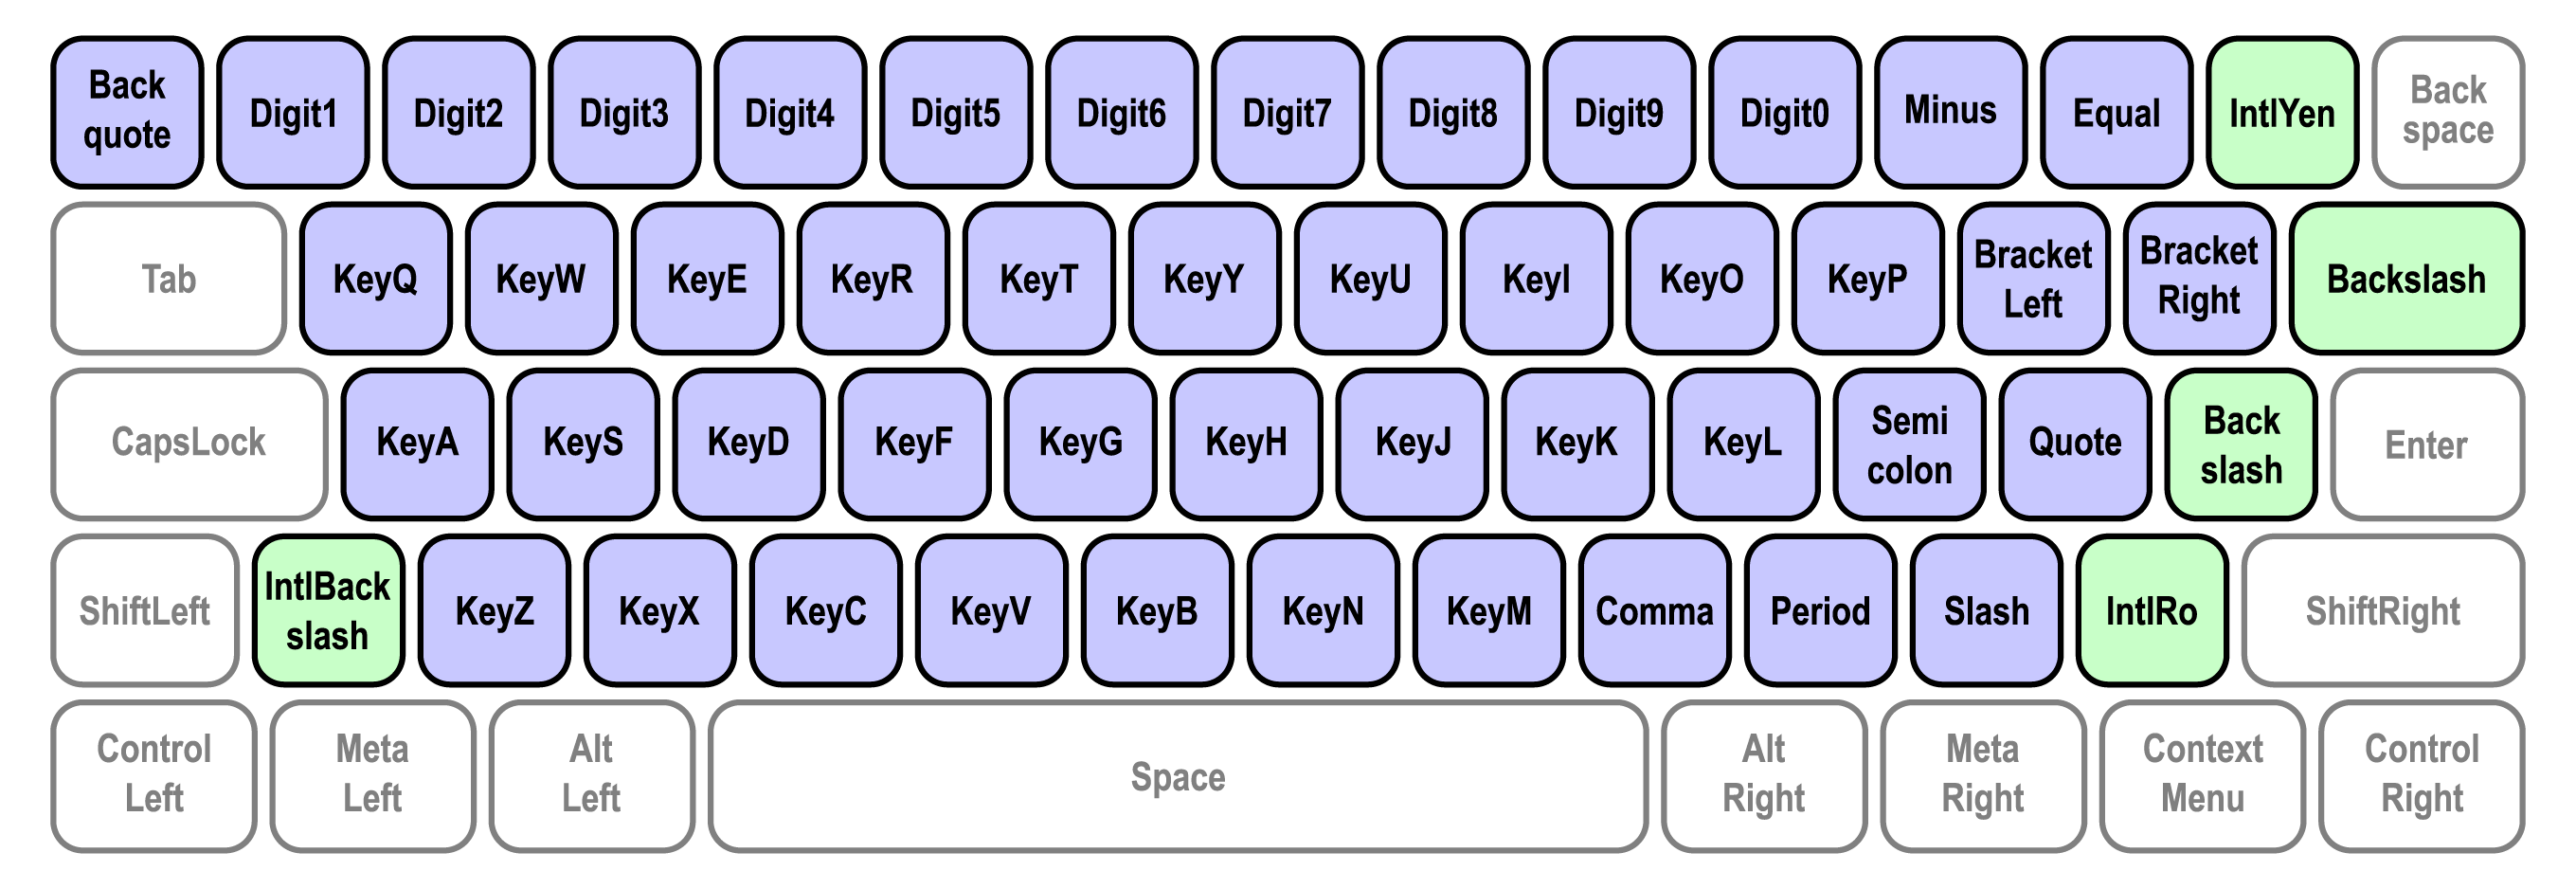 Back
quote
Digit1
Digit2
Digit3
Digit4
Digit5
Digit6
Digit7
Digit8
Digit9
Digit0
Minus
Equal
IntlYen
Back
space
Tab
KeyQ
KeyW
KeyE
KeyR
KeyT
KeyY
KeyU
KeyI
KeyO
KeyP
Bracket
Left
Bracket
Right
Backslash
CapsLock
KeyA
KeyS
KeyD
KeyF
KeyG
KeyH
KeyJ
KeyK
KeyL
Semi
colon
Quote
Back
slash
Enter
ShiftLeft
IntlBack
slash
KeyZ
KeyX
KeyC
KeyV
KeyB
KeyN
KeyM
Comma
Period
Slash
IntlRo
ShiftRight
Control
Left
Meta
Left
Alt
Left
Space
Alt
Right
Meta
Right
Context
Menu
Control
Right